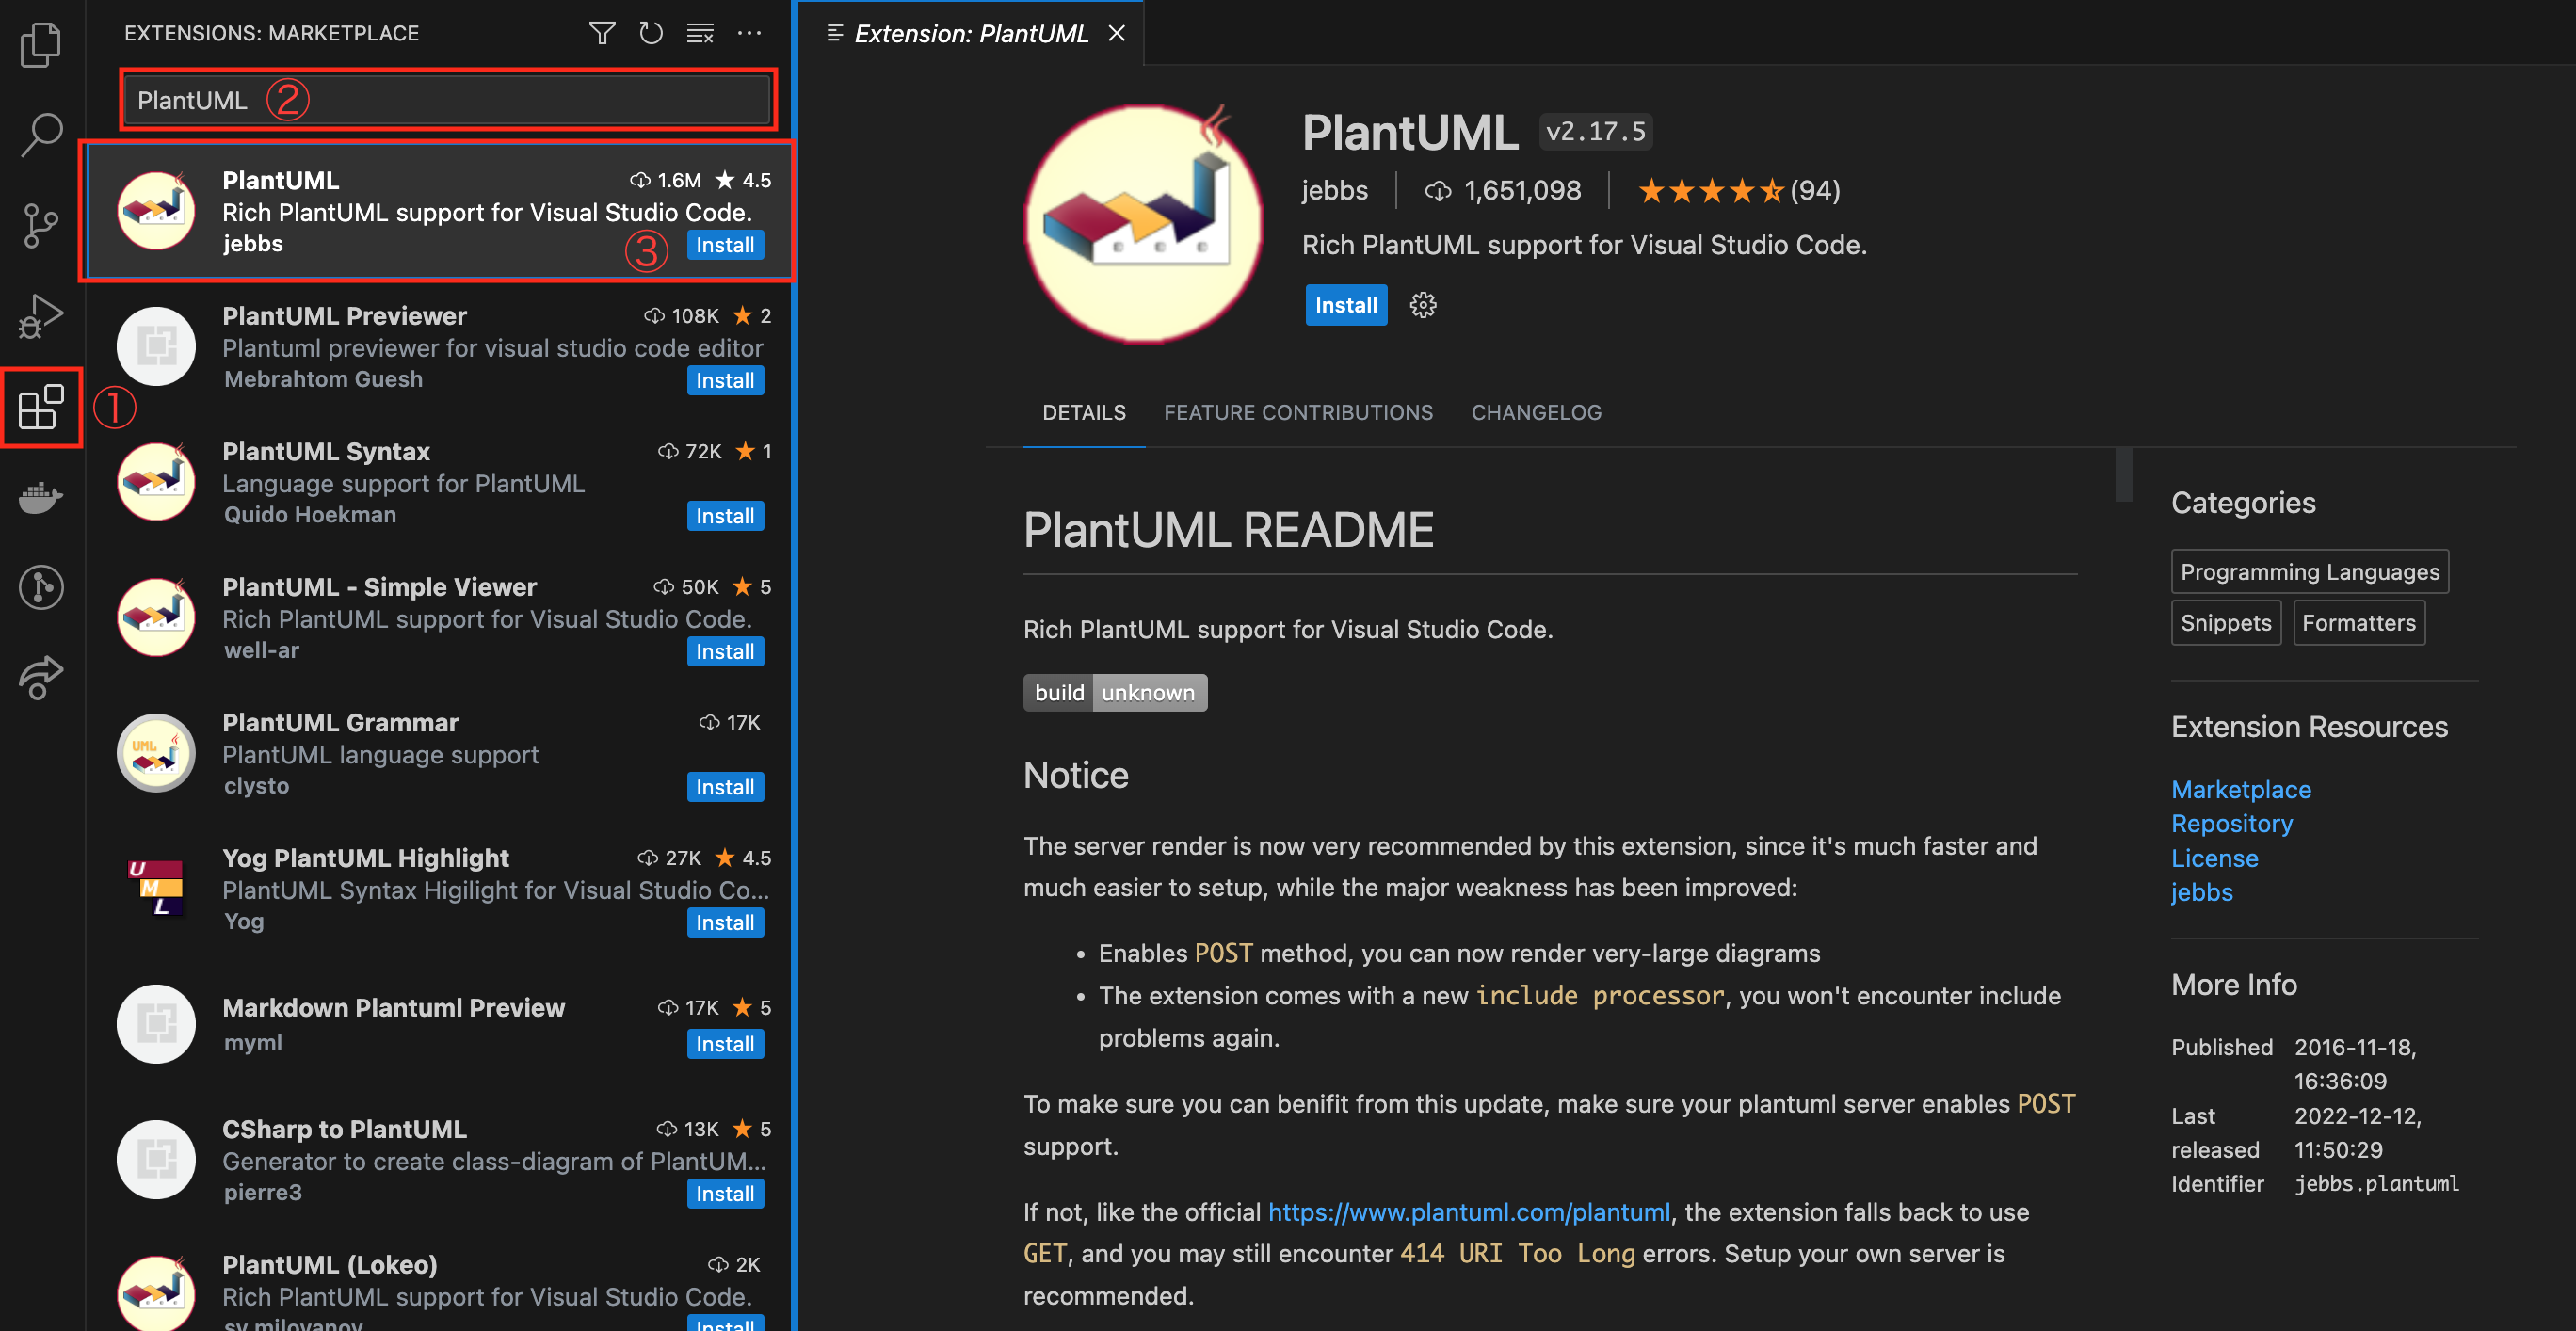 EXTENSIONS: MARKETPLACE
PlantUML ②
PlantUML 1.6M ★ 4.5
Rich PlantUML support for Visual Studio Code.
jebbs ③ Install
PlantUML Previewer 108K ★ 2
Plantuml previewer for visual studio code editor
Mebrahtom Guesh Install
①
PlantUML Syntax 72K ★ 1
Language support for PlantUML
Quido Hoekman Install
PlantUML - Simple Viewer 50K ★ 5
Rich PlantUML support for Visual Studio Code.
well-ar Install
PlantUML Grammar 17K
PlantUML language support
clysto Install
UML
Yog PlantUML Highlight 27K ★ 4.5
PlantUML Syntax Higilight for Visual Studio Co...
Yog Install
U
M
L
Markdown Plantuml Preview 17K ★ 5
myml Install
CSharp to PlantUML 13K ★ 5
Generator to create class-diagram of PlantUM...
pierre3 Install
PlantUML (Lokeo) 2K
Rich PlantUML support for Visual Studio Code.
sv.milovanov Install
Extension: PlantUML
PlantUML v2.17.5
jebbs 1,651,098 (94)
Rich PlantUML support for Visual Studio Code.
Install
DETAILS FEATURE CONTRIBUTIONS CHANGELOG
PlantUML README
Rich PlantUML support for Visual Studio Code.
build unknown
Notice
The server render is now very recommended by this extension, since it's much faster and
much easier to setup, while the major weakness has been improved:
• Enables POST method, you can now render very-large diagrams
• The extension comes with a new include processor, you won't encounter include
problems again.
To make sure you can benifit from this update, make sure your plantuml server enables POST
support.
If not, like the official https://www.plantuml.com/plantuml, the extension falls back to use
GET, and you may still encounter 414 URI Too Long errors. Setup your own server is
recommended.
Categories
Programming Languages
Snippets Formatters
Extension Resources
Marketplace
Repository
License
jebbs
More Info
Published 2016-11-18,
16:36:09
Last 2022-12-12,
released 11:50:29
Identifier jebbs.plantuml